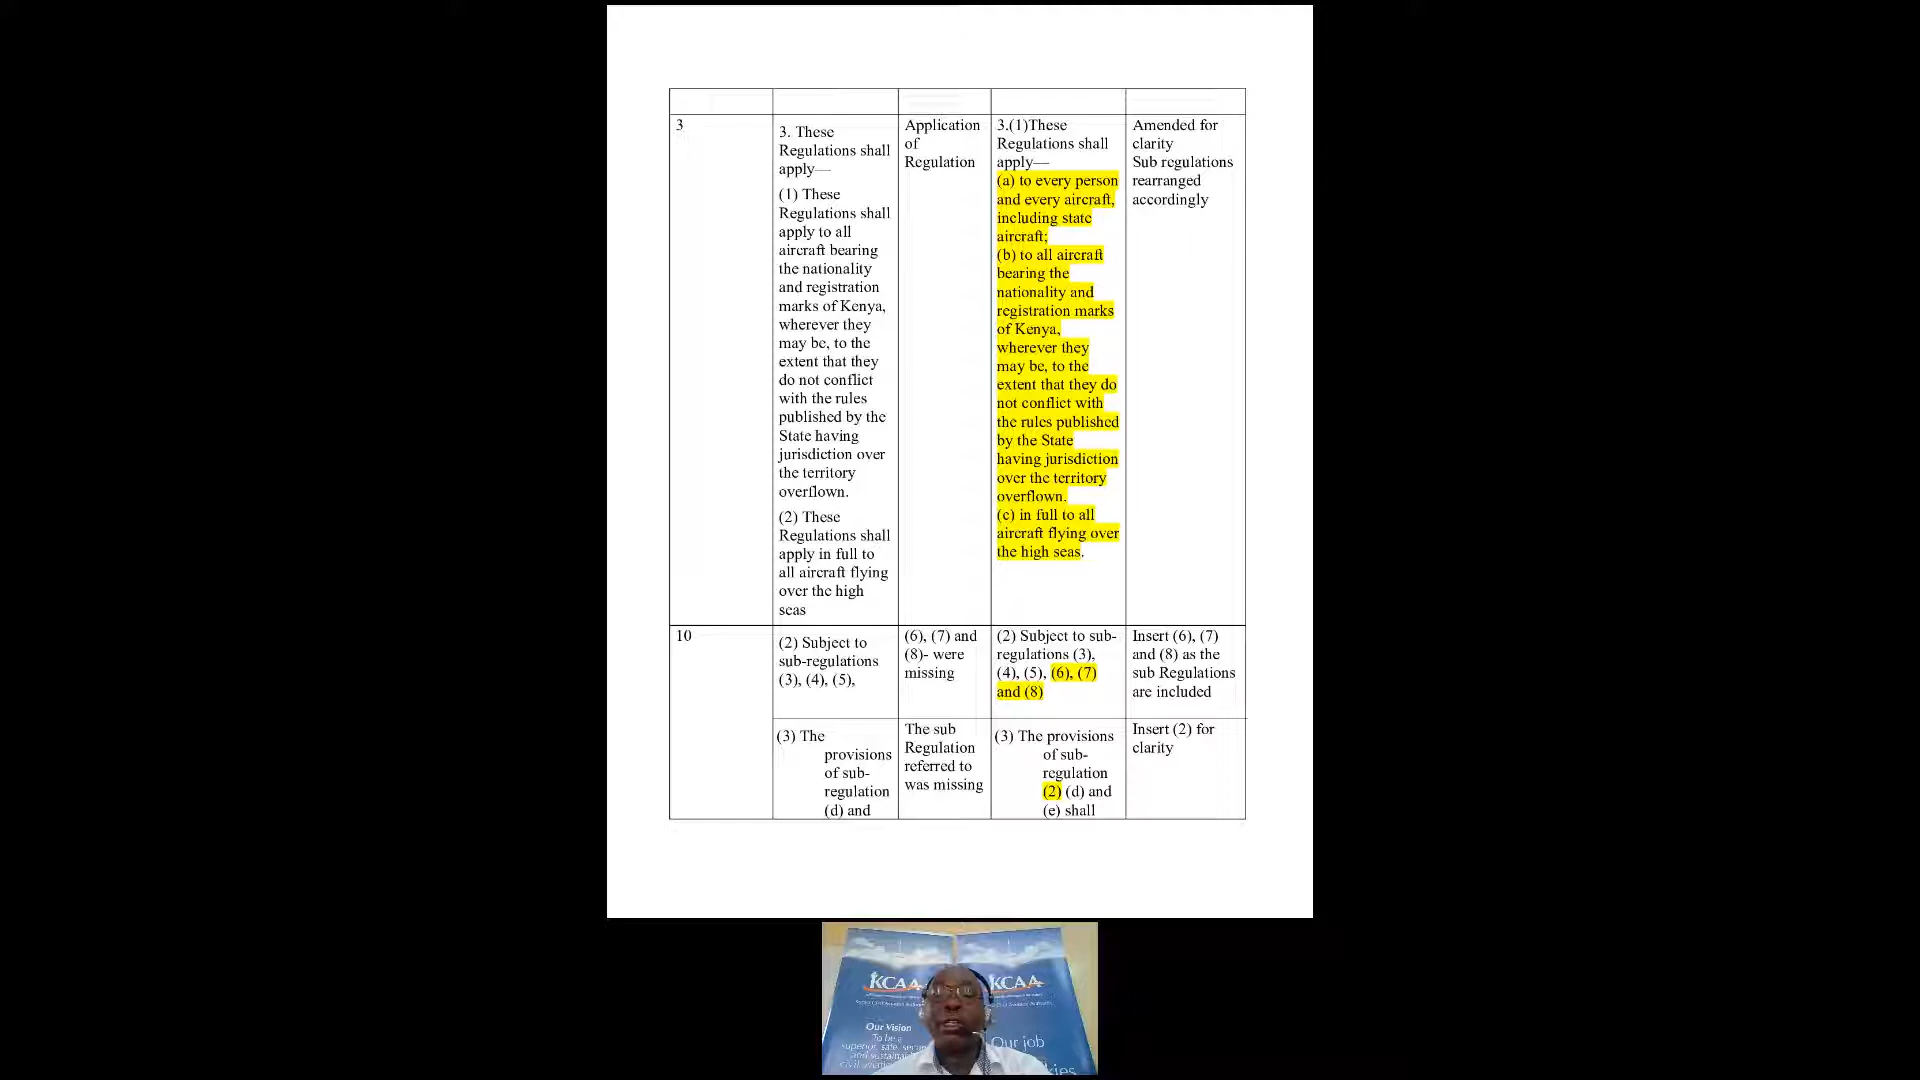 3
3. These
Regulations shall
apply—
(1) These
Regulations shall
apply to all
aircraft bearing
the nationality
and registration
marks of Kenya,
wherever they
may be, to the
extent that they
do not conflict
with the rules
published by the
State having
jurisdiction over
the territory
overflown.
(2) These
Regulations shall
apply in full to
all aircraft flying
over the high
seas
Application
of
Regulation
3.(1)These
Regulations shall
apply—
(a) to every person
and every aircraft,
including state
aircraft;
(b) to all aircraft
bearing the
nationality and
registration marks
of Kenya,
wherever they
may be, to the
extent that they do
not conflict with
the rules published
by the State
having jurisdiction
over the territory
overflown.
(c) in full to all
aircraft flying over
the high seas.
Amended for
clarity
Sub regulations
rearranged
accordingly
10
(2) Subject to
sub-regulations
(3), (4), (5),
(6), (7) and
(8)- were
missing
(2) Subject to sub-
regulations (3),
(4), (5), (6), (7)
and (8)
Insert (6), (7)
and (8) as the
sub Regulations
are included
(3) The
provisions
of sub-
regulation
(d) and
The sub
Regulation
referred to
was missing
(3) The provisions
of sub-
regulation
(2) (d) and
(e) shall
Insert (2) for
clarity
KCAA
Our Vision
To be a
superior, safe, secure
and sustainable
civil
KCAA
Our job